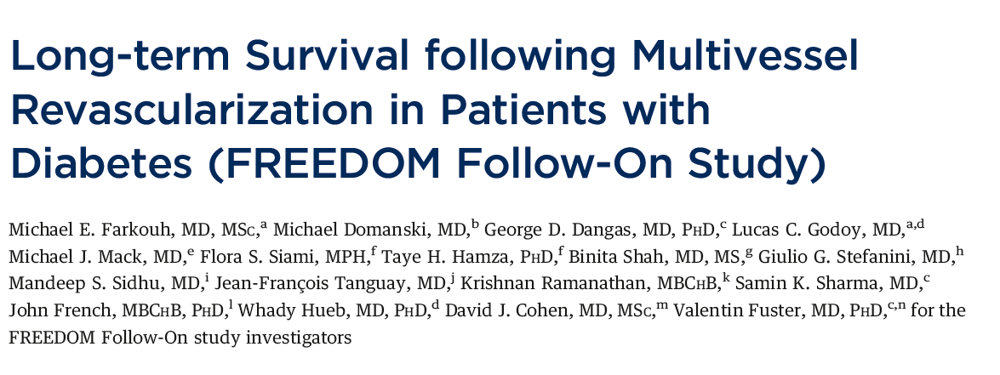 Long-term Survival following Multivessel
Revascularization in Patients with
Diabetes (FREEDOM Follow-On Study)
Michael E. Farkouh, MD, MSc,a Michael Domanski, MD,b George D. Dangas, MD, PhD,c Lucas C. Godoy, MD,a,d
Michael J. Mack, MD,e Flora S. Siami, MPH,f Taye H. Hamza, PhD,f Binita Shah, MD, MS,g Giulio G. Stefanini, MD,h
Mandeep S. Sidhu, MD,i Jean-François Tanguay, MD,j Krishnan Ramanathan, MBChB,k Samin K. Sharma, MD,c
John French, MBChB, PhD,l Whady Hueb, MD, PhD,d David J. Cohen, MD, MSc,m Valentin Fuster, MD, PhD,c,n for the
FREEDOM Follow-On study investigators